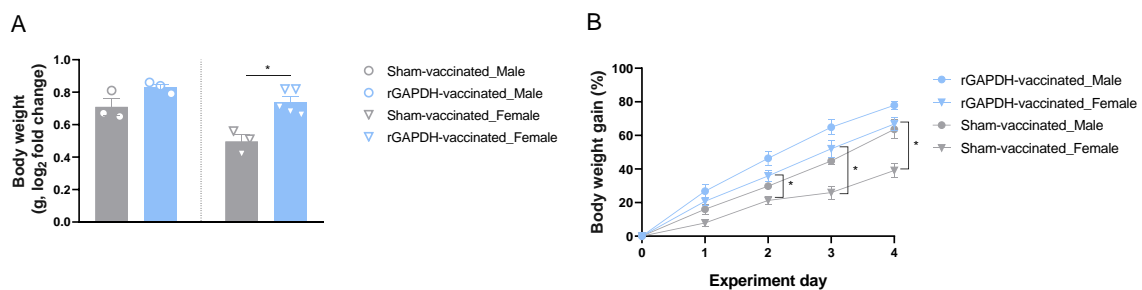 A
Body weight
(g, log2 fold change)
1.0
0.8
0.6
0.4
0.2
0.0
*
Sham-vaccinated_Male
rGAPDH-vaccinated_Male
Sham-vaccinated_Female
rGAPDH-vaccinated_Female
B
Body weight gain (%)
100
80
60
40
20
0
0 1 2 3 4
Experiment day
*
*
*
rGAPDH-vaccinated_Male
rGAPDH-vaccinated_Female
Sham-vaccinated_Male
Sham-vaccinated_Female